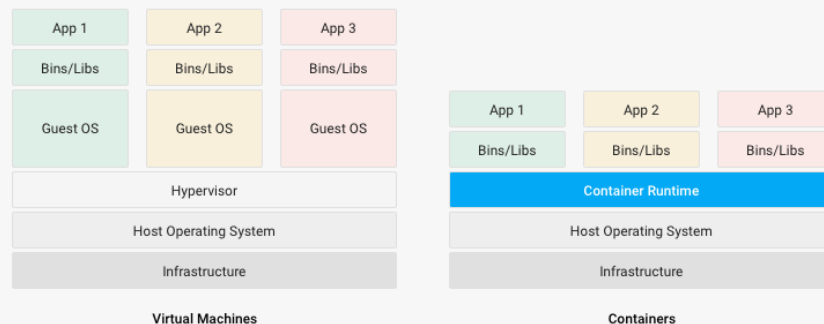 App 1
App 2
App 3
Bins/Libs
Bins/Libs
Bins/Libs
Guest OS
Guest OS
Guest OS
Hypervisor
Host Operating System
Infrastructure
Virtual Machines
App 1
App 2
App 3
Bins/Libs
Bins/Libs
Bins/Libs
Container Runtime
Host Operating System
Infrastructure
Containers